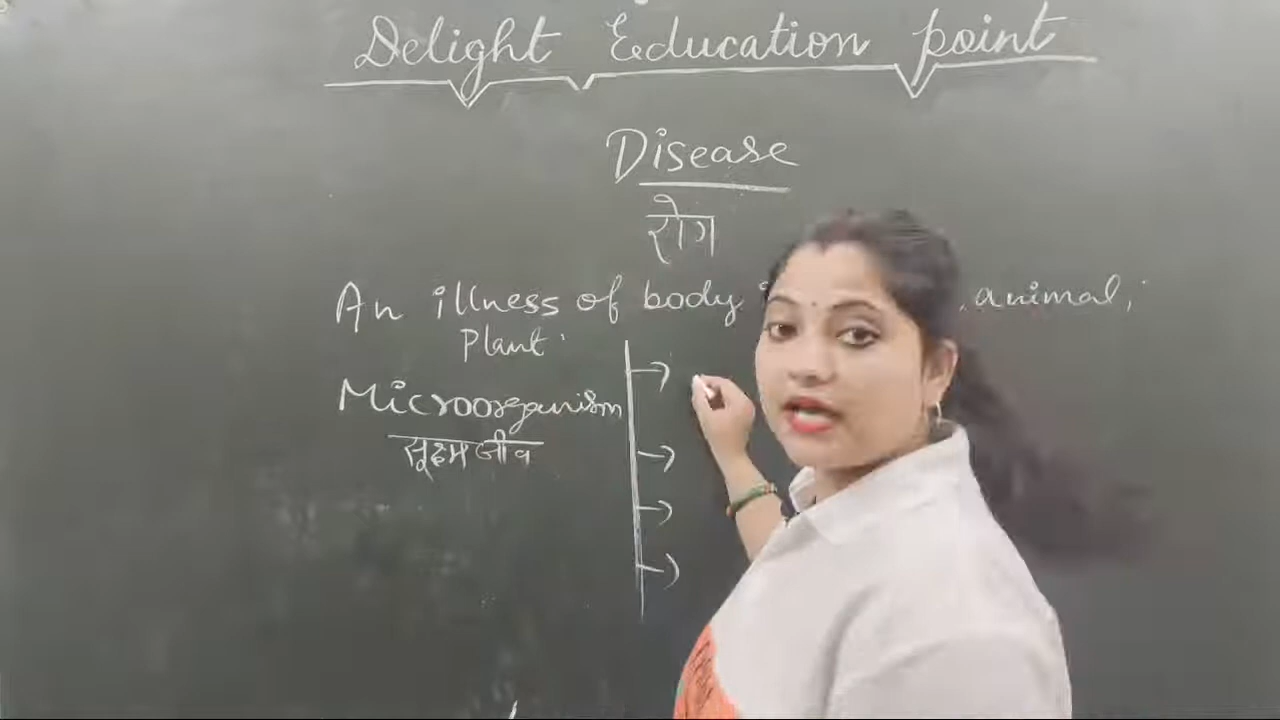 Delight Education point
Disease
रोग
An illness of body , animal,
Plant.
Microorganism
सूक्ष्म जीव